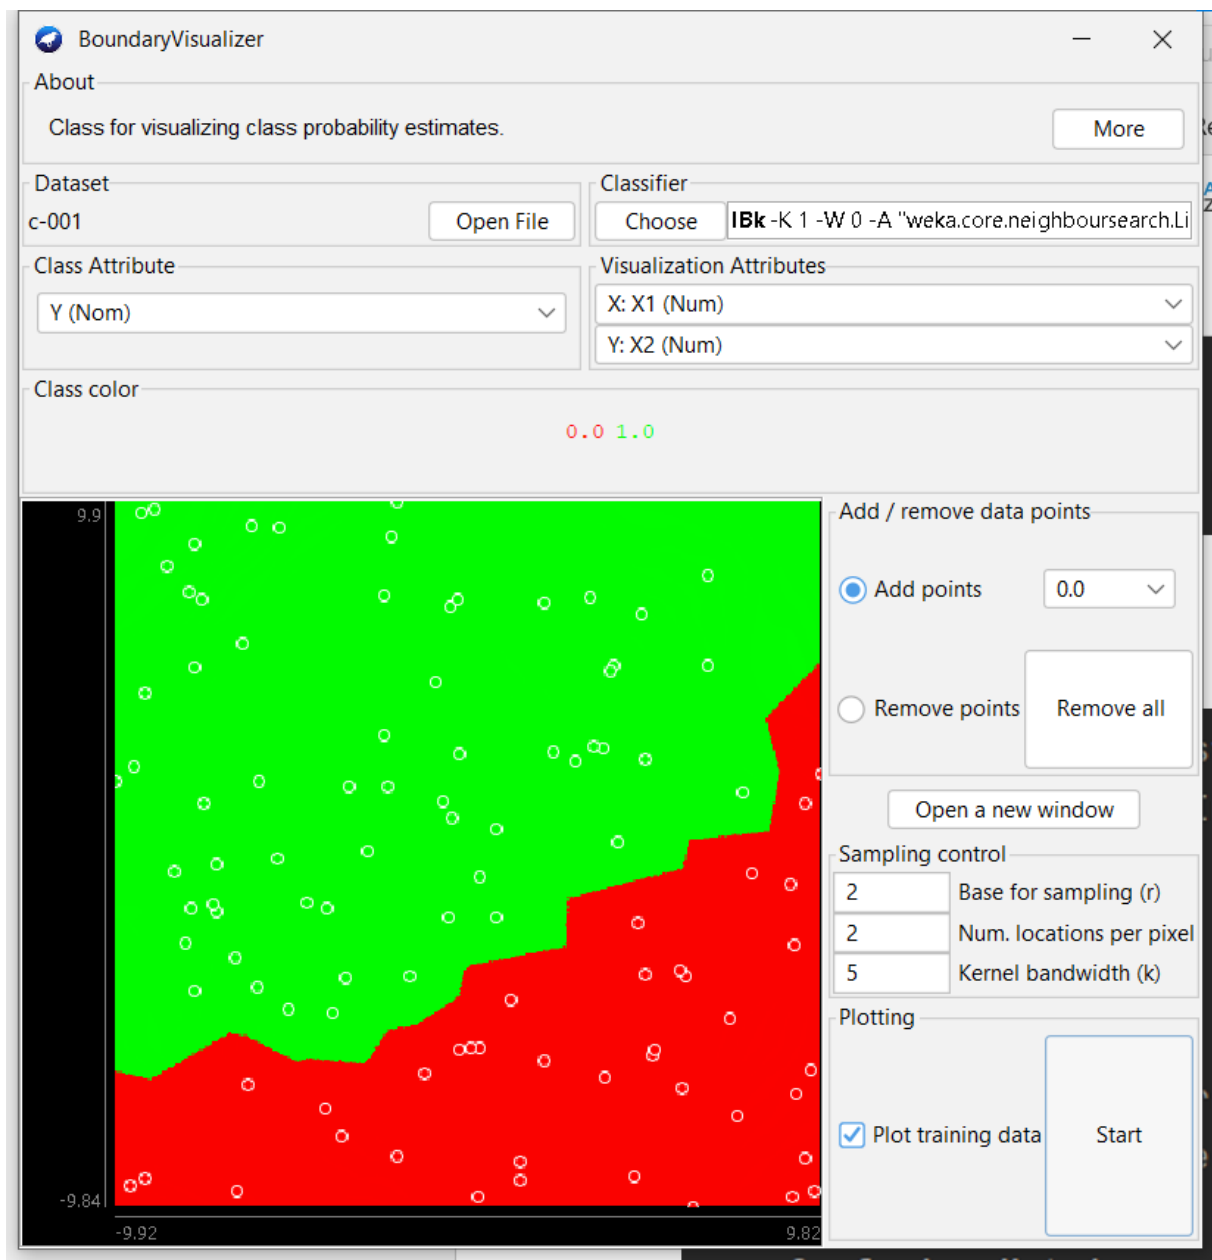 BoundaryVisualizer
About
Class for visualizing class probability estimates.
More
Dataset
c-001
Open File
Classifier
Choose
IBk -K 1 -W 0 -A "weka.core.neighboursearch.Li
Class Attribute
Y (Nom)
Visualization Attributes
X: X1 (Num)
Y: X2 (Num)
Class color
0.0 1.0
9.9
-9.84
-9.92
9.82
Add / remove data points
Add points
0.0
Remove points
Remove all
Open a new window
Sampling control
2
Base for sampling (r)
2
Num. locations per pixel
5
Kernel bandwidth (k)
Plotting
Plot training data
Start